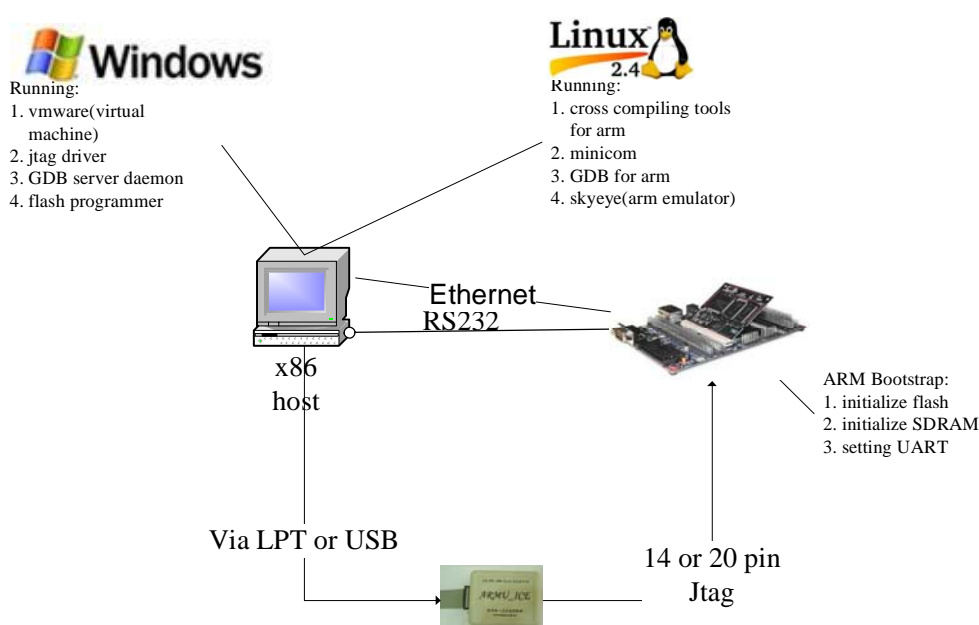 Windows
Running:
1. vmware(virtual
machine)
2. jtag driver
3. GDB server daemon
4. flash programmer
Linux
2.4
Running:
1. cross compiling tools
for arm
2. minicom
3. GDB for arm
4. skyeye(arm emulator)
Ethernet
RS232
x86
host
ARM Bootstrap:
1. initialize flash
2. initialize SDRAM
3. setting UART
Via LPT or USB
14 or 20 pin
Jtag
ARMU_ICE